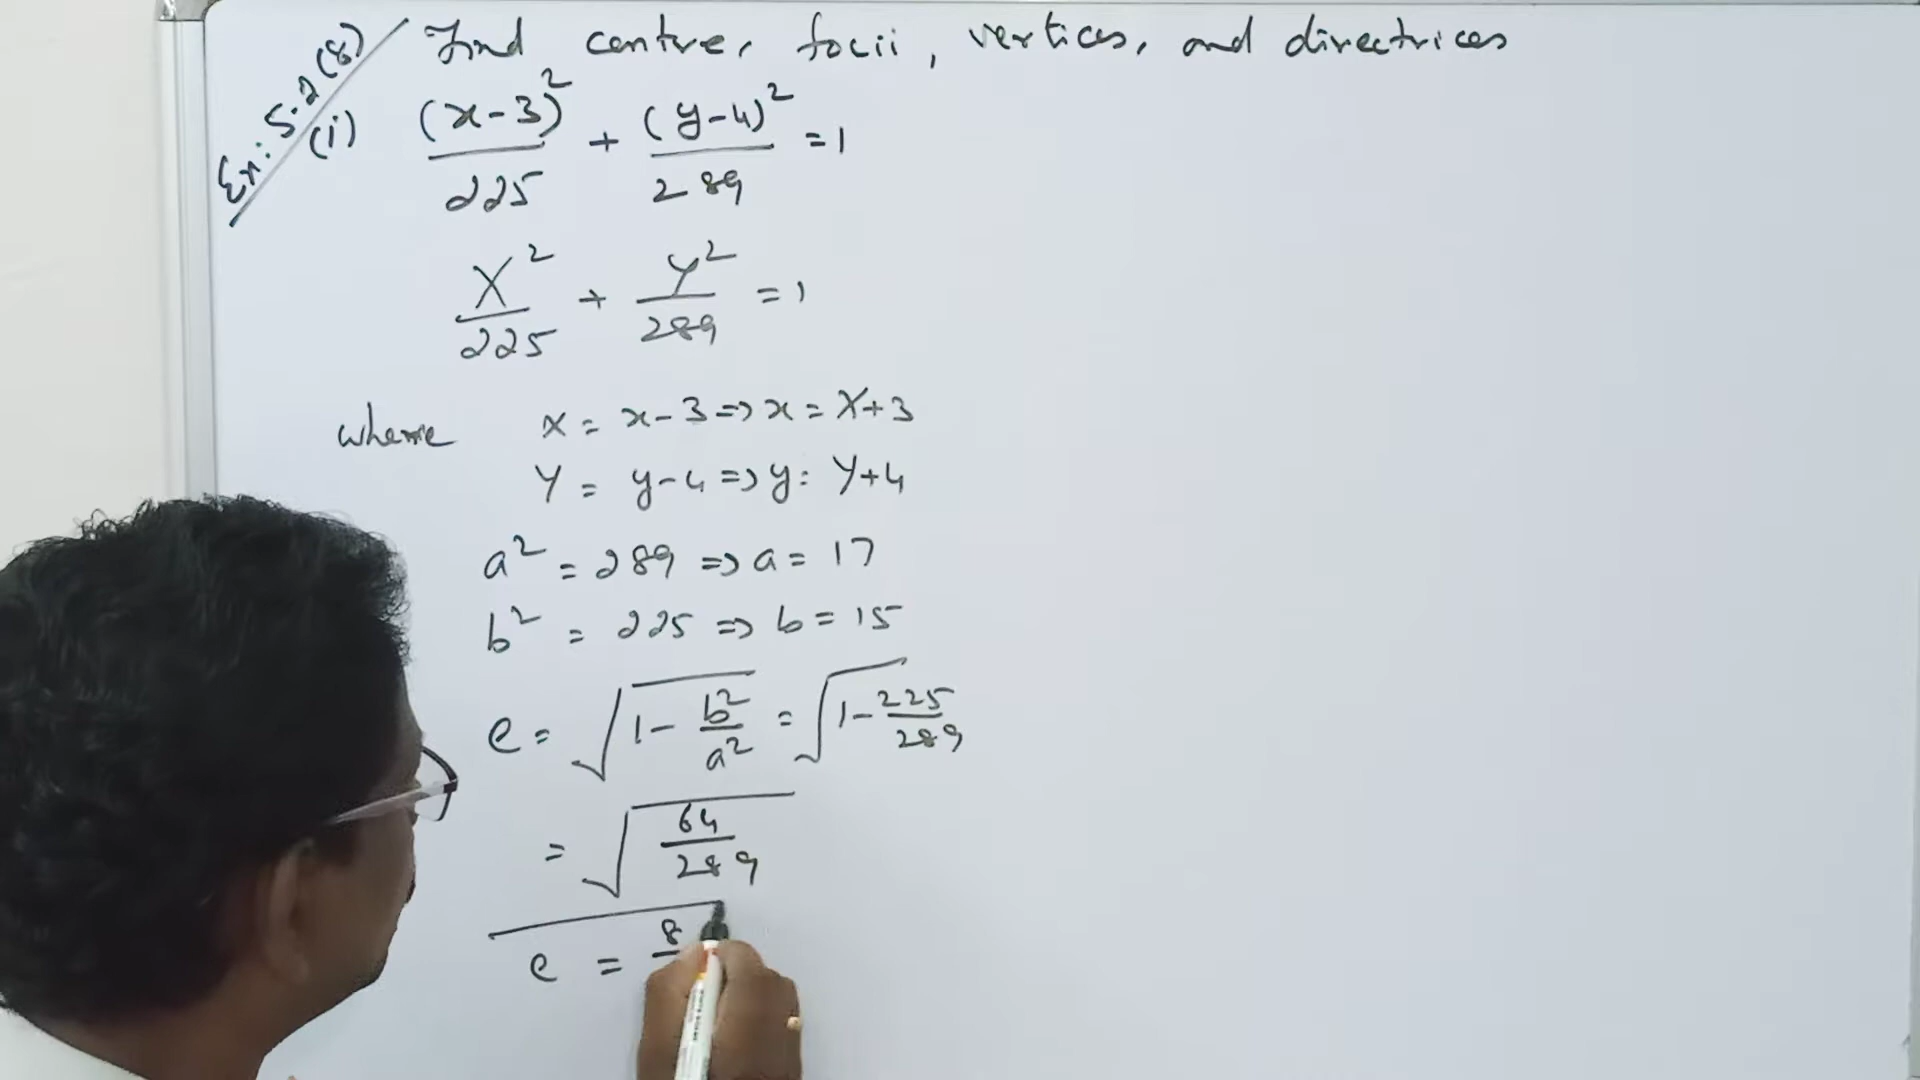 Ex: 5.2 (8)
Find centre, focii, vertices, and directrices
(i) (x-3)²/225 + (y-4)²/289 = 1
X²/225 + Y²/289 = 1
where X = x-3 => x = X+3
Y = y-4 => y = Y+4
a² = 289 => a = 17
b² = 225 => b = 15
e = √(1 - b²/a²) = √(1 - 225/289)
= √(64/289)
e = 8